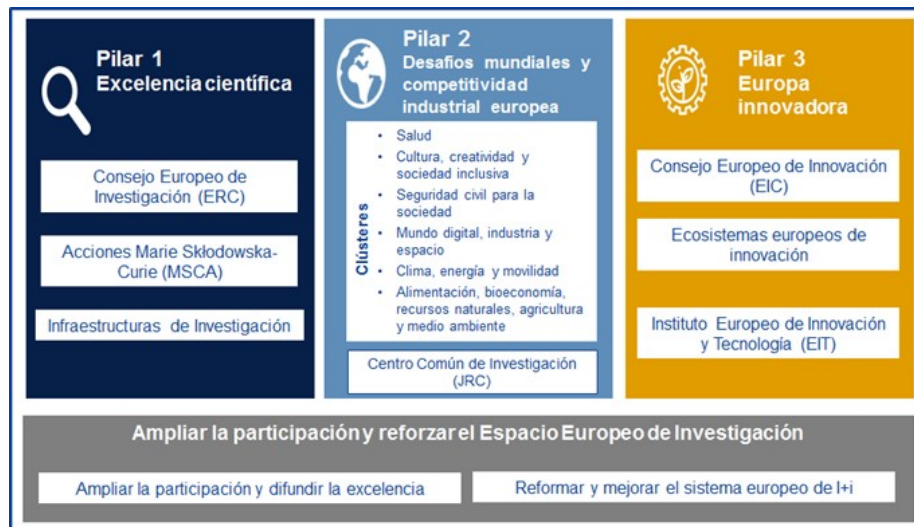 Pilar 1
Excelencia científica
Consejo Europeo de
Investigación (ERC)
Acciones Marie Skłodowska-
Curie (MSCA)
Infraestructuras de Investigación
Pilar 2
Desafíos mundiales y
competitividad
industrial europea
Clústeres
• Salud
• Cultura, creatividad y
sociedad inclusiva
• Seguridad civil para la
sociedad
• Mundo digital, industria y
espacio
• Clima, energía y movilidad
• Alimentación, bioeconomía,
recursos naturales, agricultura
y medio ambiente
Centro Común de Investigación
(JRC)
Pilar 3
Europa
innovadora
Consejo Europeo de Innovación
(EIC)
Ecosistemas europeos de
innovación
Instituto Europeo de Innovación
y Tecnología (EIT)
Ampliar la participación y reforzar el Espacio Europeo de Investigación
Ampliar la participación y difundir la excelencia
Reformar y mejorar el sistema europeo de I+i